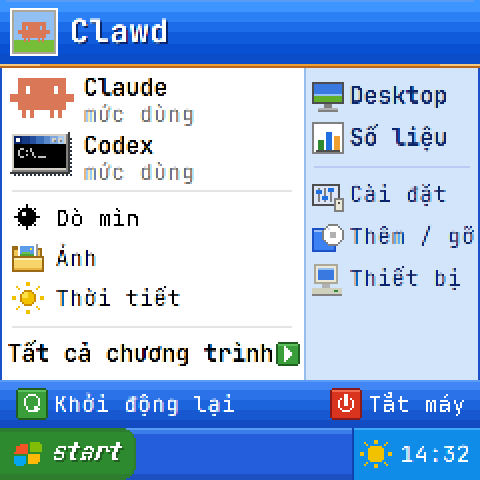 Clawd
Claude
mức dùng
Codex
mức dùng
C:\_
Dò mìn
Ảnh
Thời tiết
Tất cả chương trình
Desktop
Số liệu
Cài đặt
Thêm / gỡ
Thiết bị
Khởi động lại
Tắt máy
start
14:32